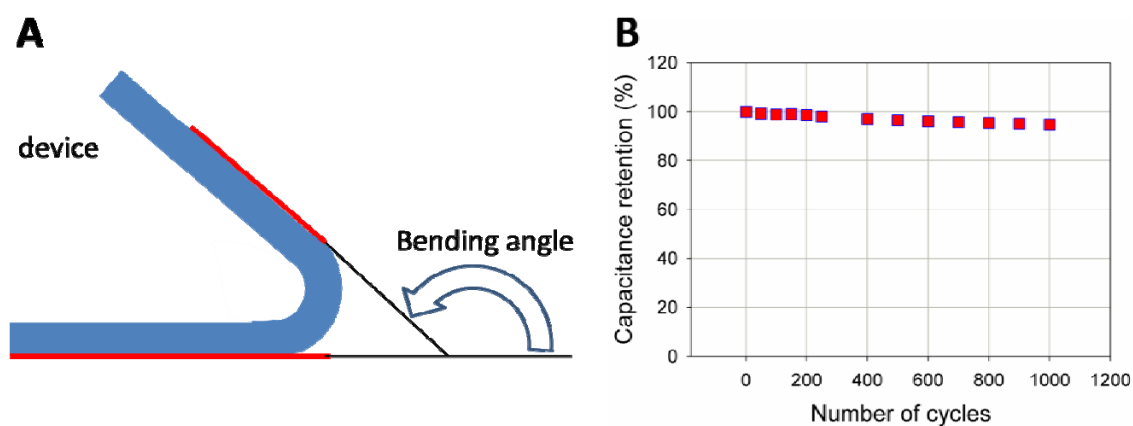 A
device
Bending angle
B
Capacitance retention (%)
120
100
80
60
40
20
0
0 200 400 600 800 1000 1200
Number of cycles